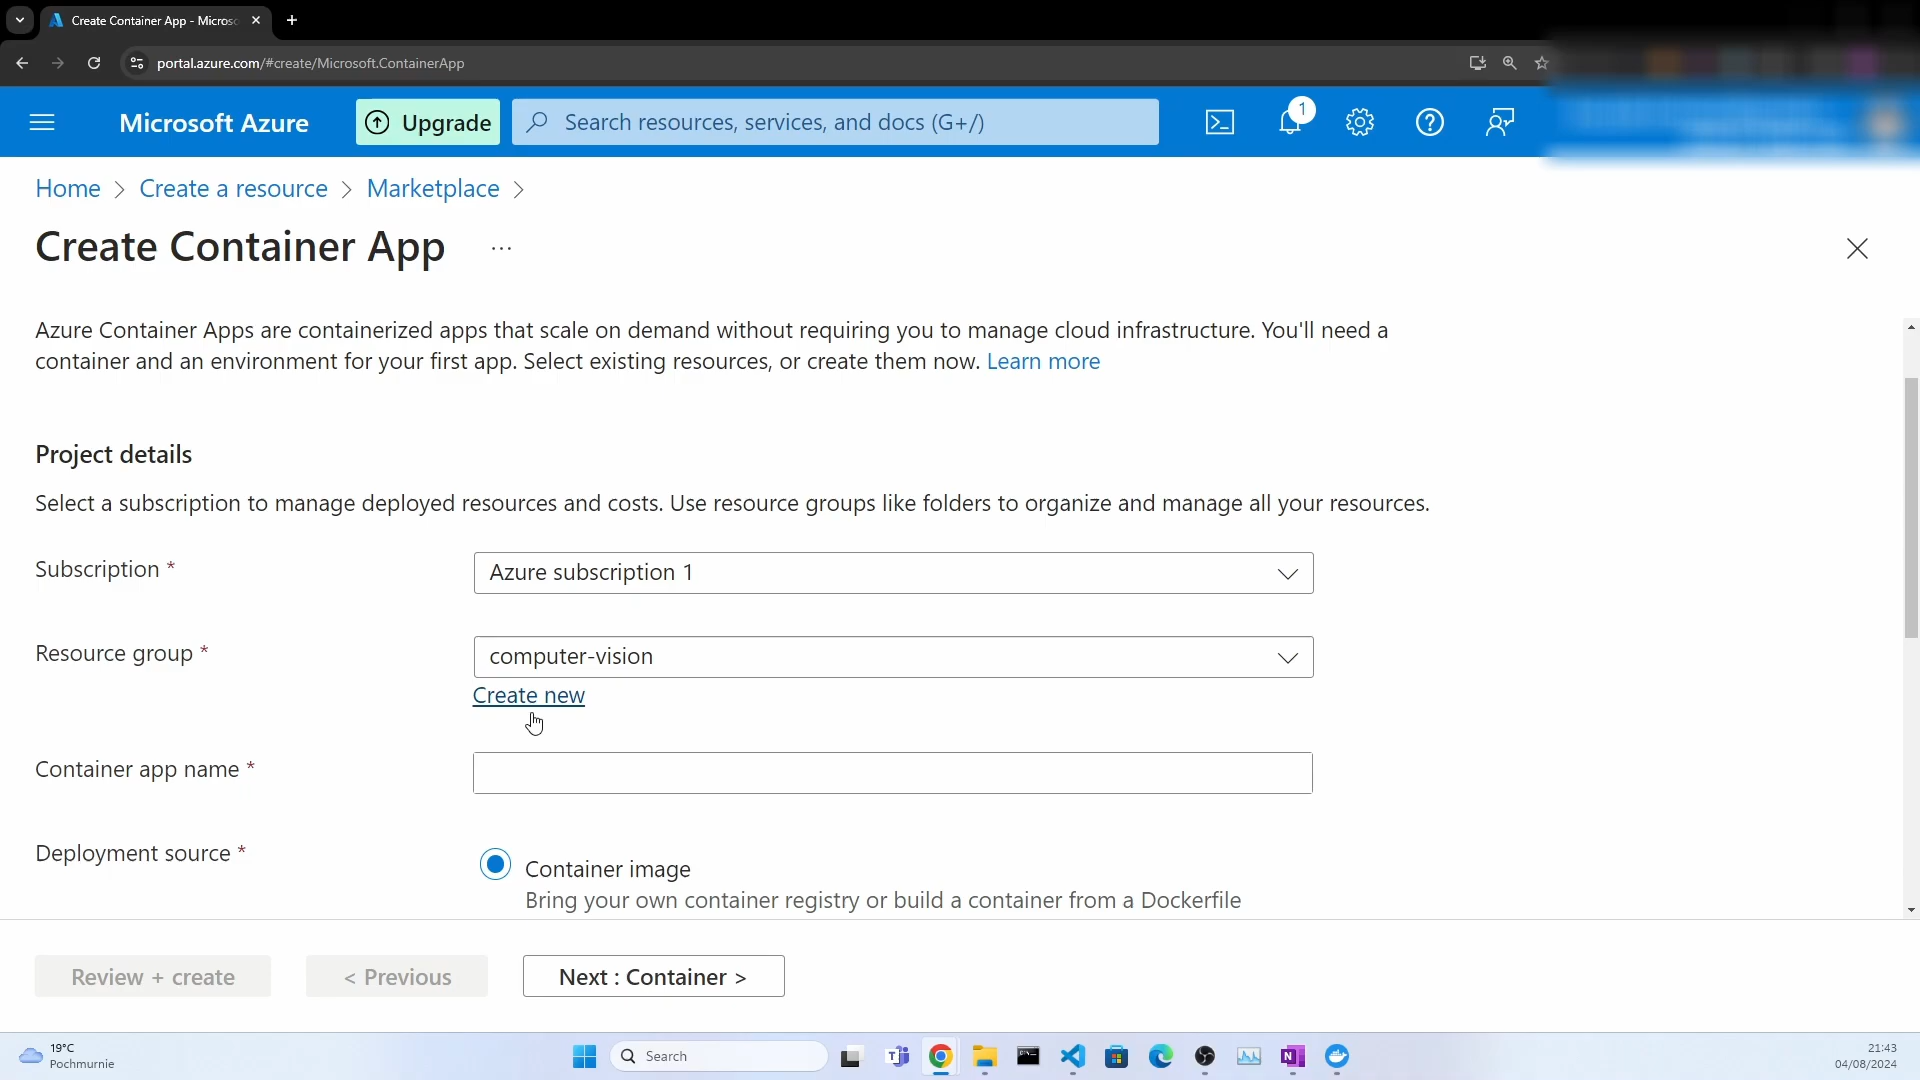 Create Container App - Micros
portal.azure.com/#create/Microsoft.ContainerApp
Microsoft Azure
Upgrade
Search resources, services, and docs (G+/)
1
Home > Create a resource > Marketplace >
Create Container App
...
Azure Container Apps are containerized apps that scale on demand without requiring you to manage cloud infrastructure. You'll need a
container and an environment for your first app. Select existing resources, or create them now. Learn more
Project details
Select a subscription to manage deployed resources and costs. Use resource groups like folders to organize and manage all your resources.
Subscription *
Azure subscription 1
Resource group *
computer-vision
Create new
Container app name *
Deployment source *
Container image
Bring your own container registry or build a container from a Dockerfile
Review + create
< Previous
Next : Container >
19°C
Pochmurnie
Search
21:43
04/08/2024